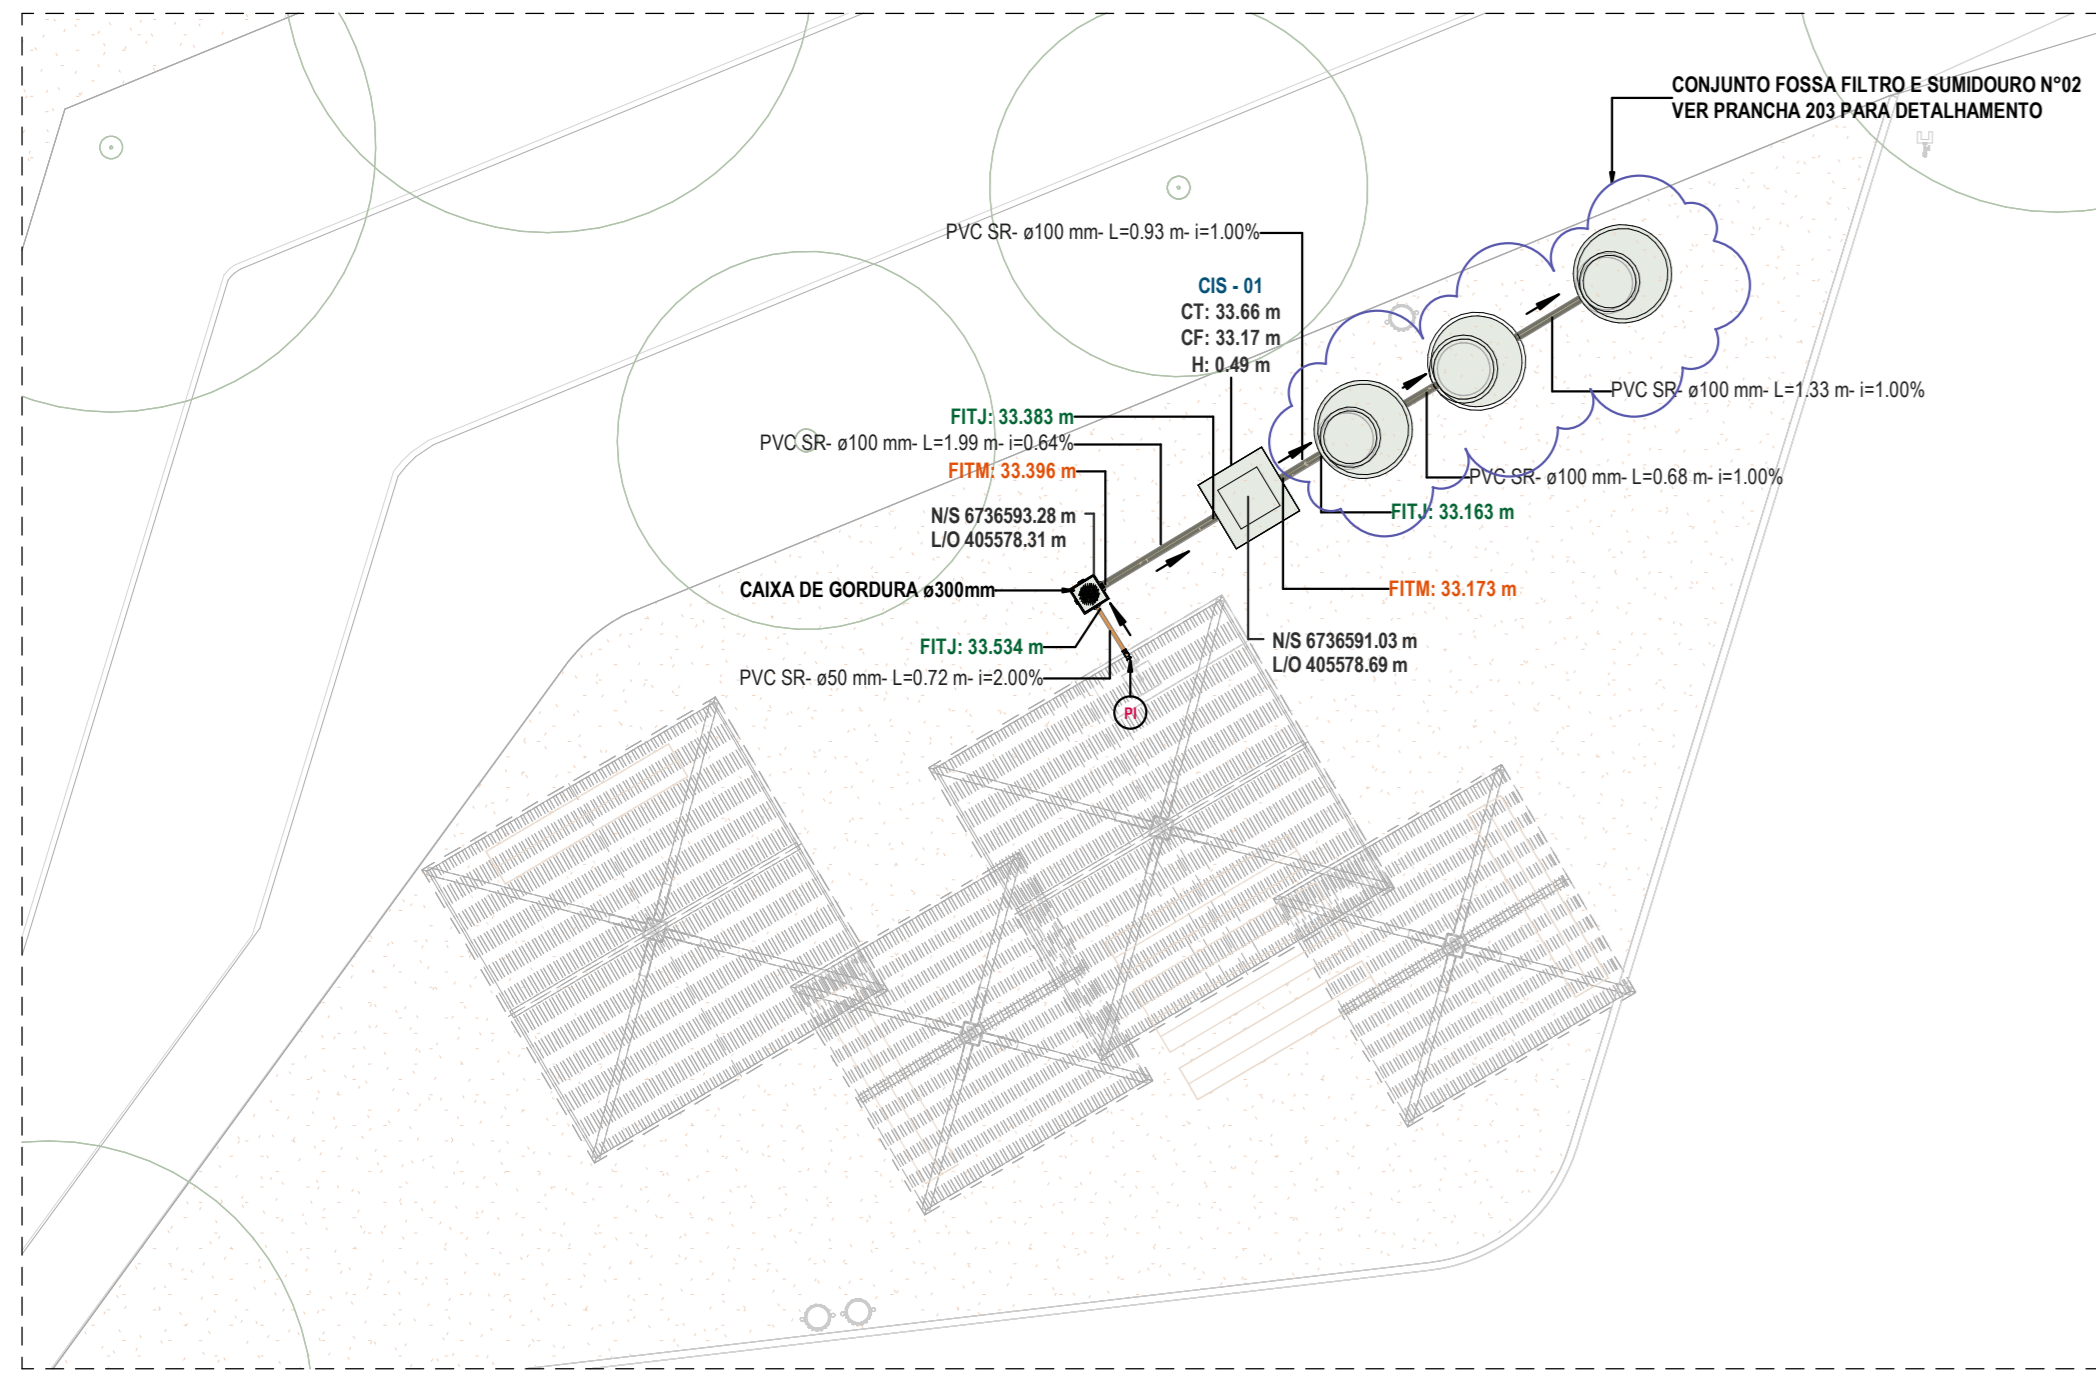 CONJUNTO FOSSA FILTRO E SUMIDOURO N°02
VER PRANCHA 203 PARA DETALHAMENTO
PVC SR- ø100 mm- L=0.93 m- i=1.00%
CIS - 01
CT: 33.66 m
CF: 33.17 m
H: 0.49 m
PVC SR- ø100 mm- L=1.33 m- i=1.00%
FITJ: 33.383 m
PVC SR- ø100 mm- L=1.99 m- i=0.64%
FITM: 33.396 m
PVC SR- ø100 mm- L=0.68 m- i=1.00%
N/S 6736593.28 m
L/O 405578.31 m
FITJ: 33.163 m
CAIXA DE GORDURA ø300mm
FITM: 33.173 m
FITJ: 33.534 m
N/S 6736591.03 m
L/O 405578.69 m
PVC SR- ø50 mm- L=0.72 m- i=2.00%
PI